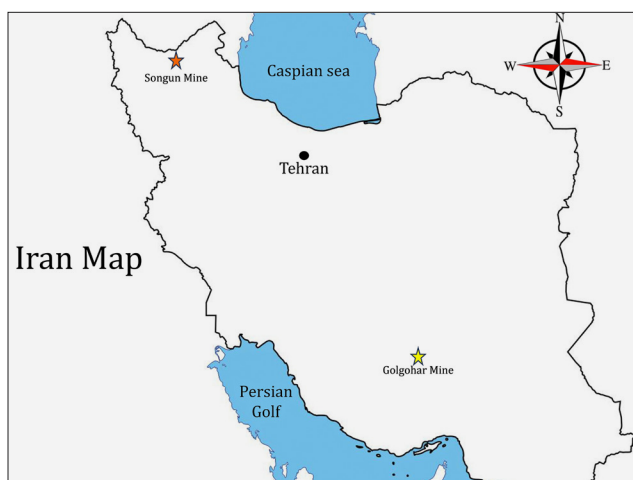 N
Caspian sea
W
E
Songun Mine
S
Tehran
Iran Map
Golgohar Mine
Persian
Golf